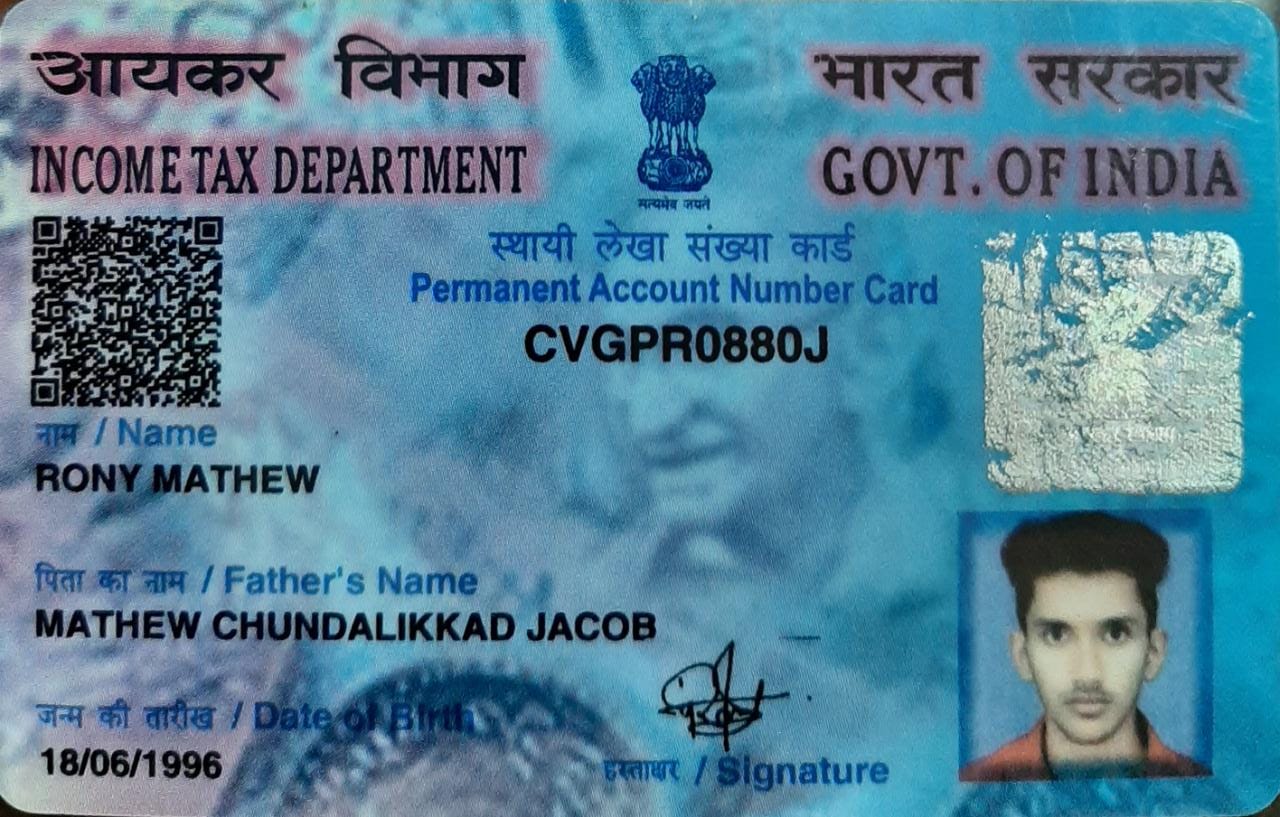 आयकर विभाग
INCOME TAX DEPARTMENT
सत्यमेव जयते
भारत सरकार
GOVT. OF INDIA
स्थायी लेखा संख्या कार्ड
Permanent Account Number Card
CVGPR0880J
नाम / Name
RONY MATHEW
पिता का नाम / Father's Name
MATHEW CHUNDALIKKAD JACOB
जन्म की तारीख / Date of Birth
18/06/1996
हस्ताक्षर / Signature